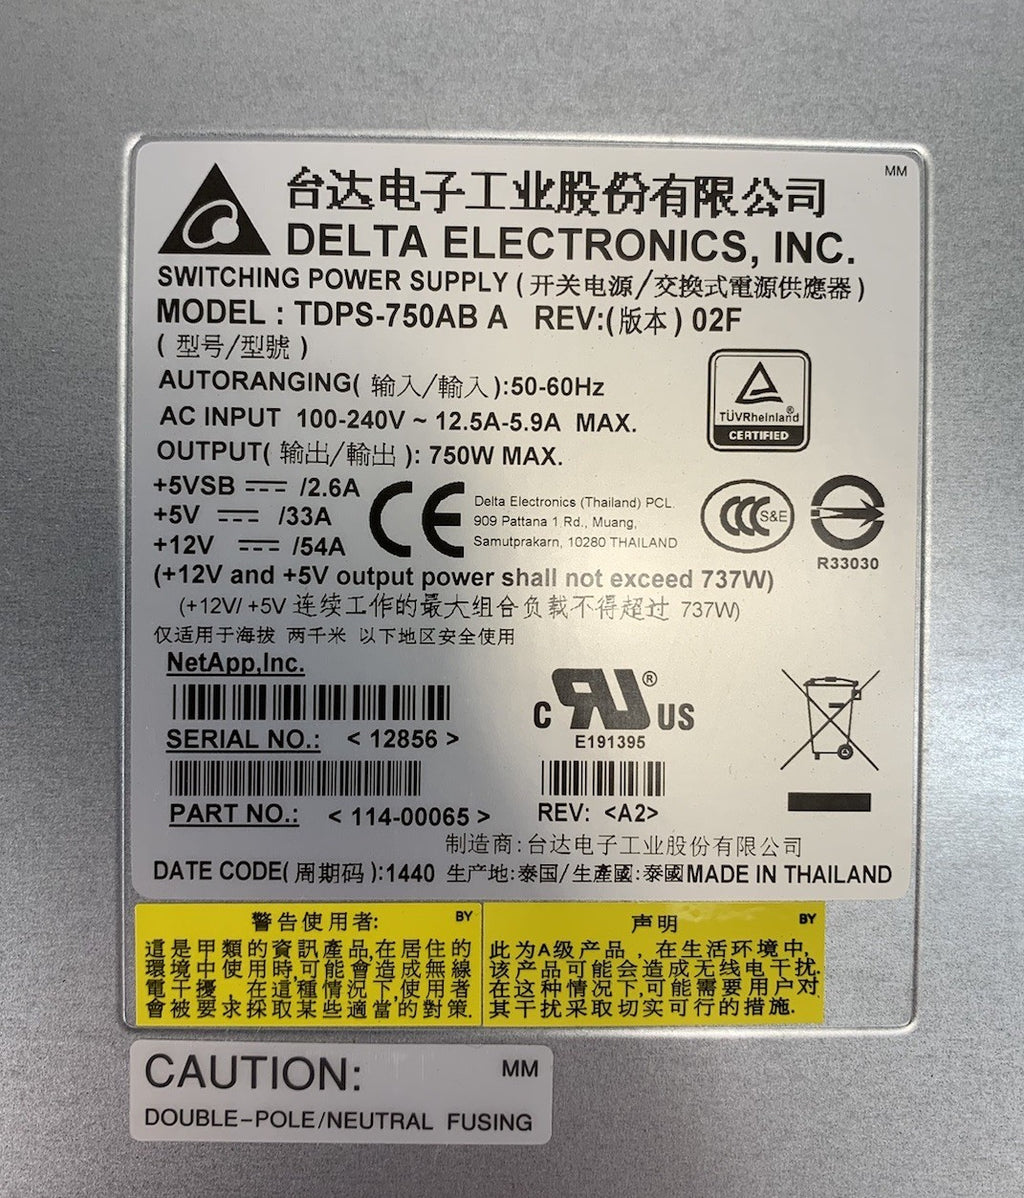 MM
台达电子工业股份有限公司
DELTA ELECTRONICS, INC.
SWITCHING POWER SUPPLY (开关电源/交換式電源供應器)
MODEL : TDPS-750AB A REV:(版本) 02F
(型号/型號)
AUTORANGING(输入/輸入):50-60Hz
AC INPUT 100-240V ~ 12.5A-5.9A MAX.
TÜVRheinland®
CERTIFIED
OUTPUT(输出/輸出): 750W MAX.
+5VSB ⎓ /2.6A
+5V ⎓ /33A
+12V ⎓ /54A
CE
Delta Electronics (Thailand) PCL.
909 Pattana 1 Rd., Muang,
Samutprakarn, 10280 THAILAND
CCC S&E
R33030
(+12V and +5V output power shall not exceed 737W)
(+12V/ +5V 连续工作的最大组合负载不得超过 737W)
仅适用于海拔 两千米 以下地区安全使用
NetApp,Inc.
SERIAL NO.: < 12856 >
C RU® US
E191395
PART NO.: < 114-00065 >
REV: <A2>
制造商:台达电子工业股份有限公司
DATE CODE(周期码):1440 生产地:泰国/生產國:泰國MADE IN THAILAND
警告使用者: BY
這是甲類的資訊產品,在居住的
環境中使用時,可能會造成無線
電干擾，在這種情況下,使用者
會被要求採取某些適當的對策.
声明 BY
此为A级产品，在生活环境中,
该产品可能会造成无线电干扰.
在这种情况下,可能需要用户对
其干扰采取切实可行的措施.
CAUTION: MM
DOUBLE-POLE/NEUTRAL FUSING